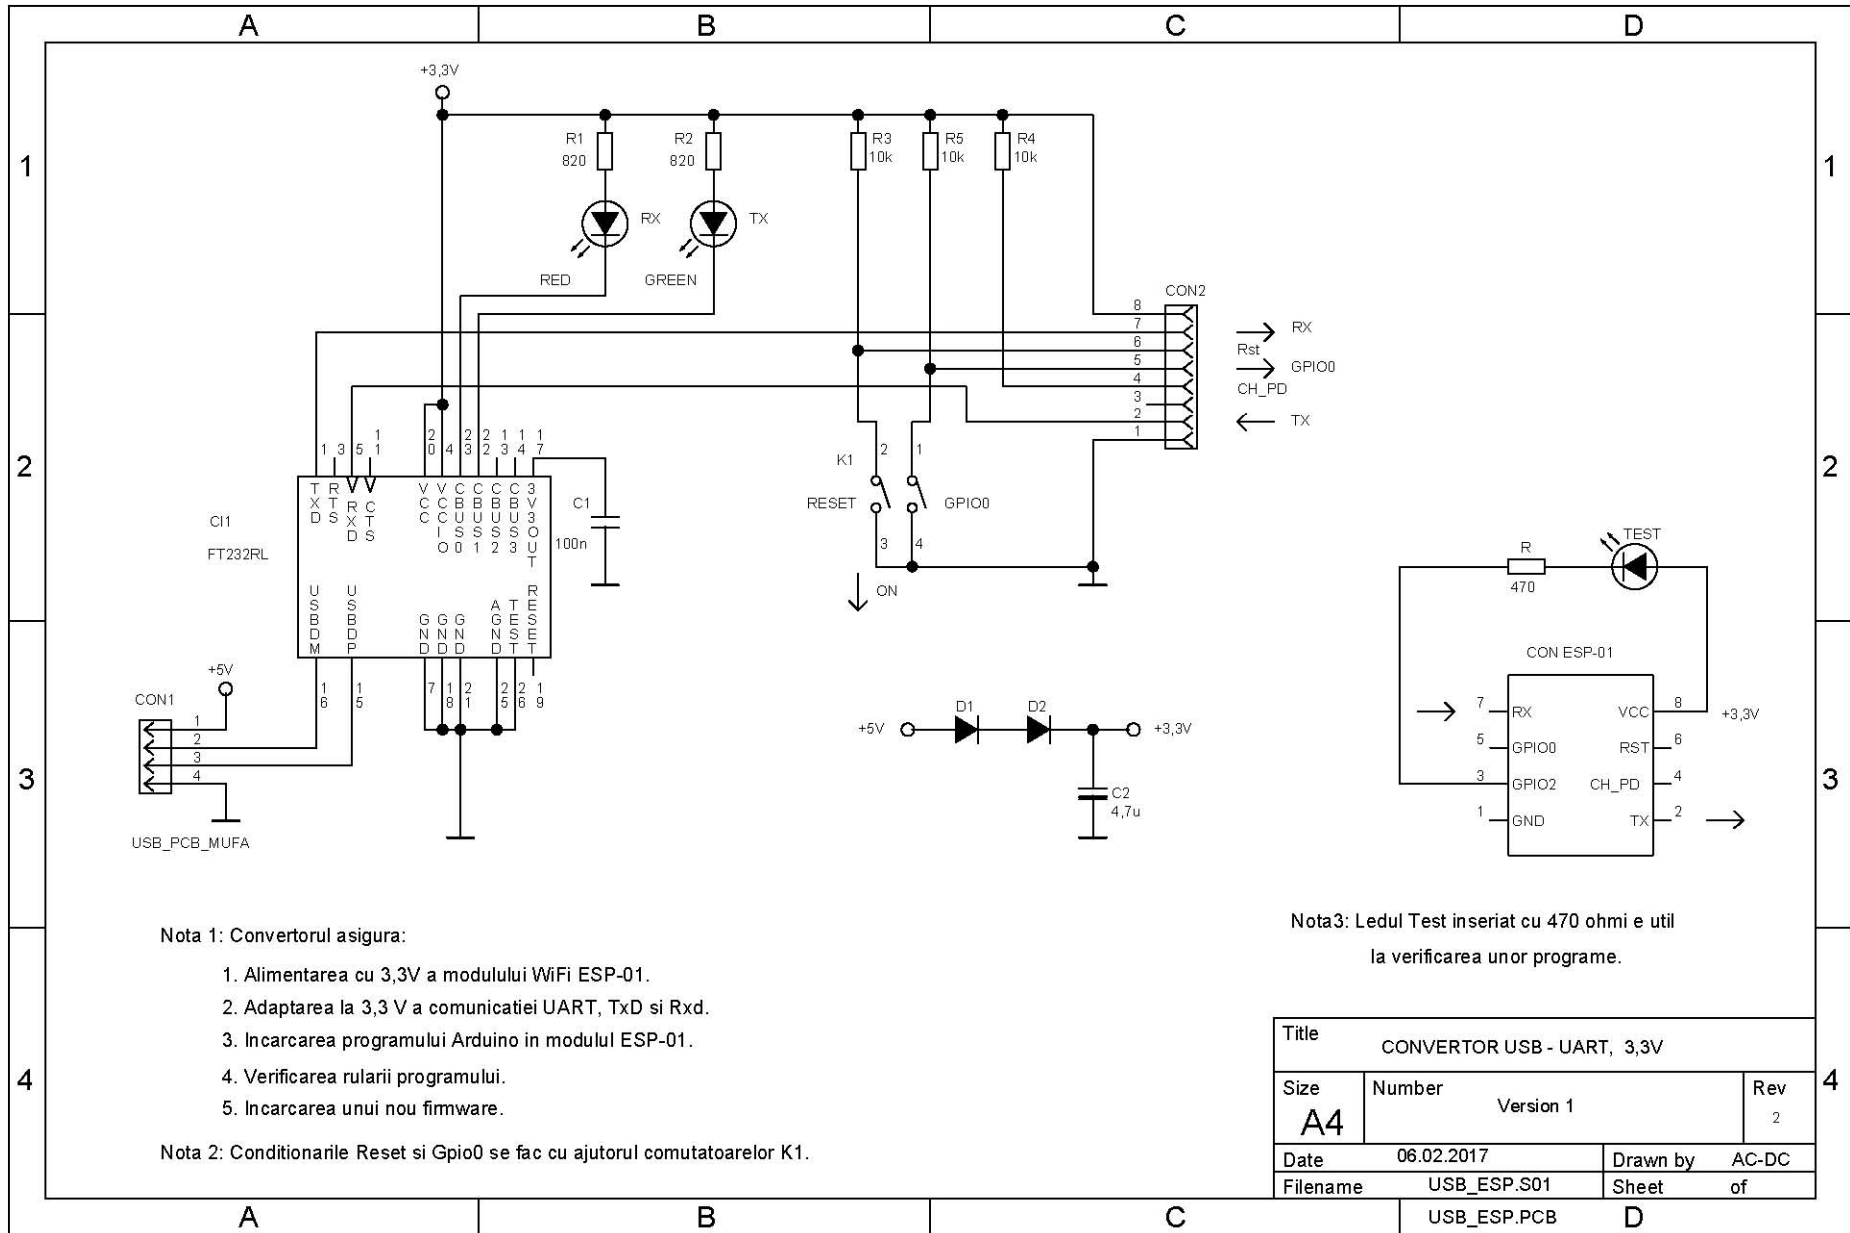 A B C D
+3,3V
R1 820
R2 820
R3 10k
R5 10k
R4 10k
1 1
RX
TX
RED
GREEN
CON2
8
7
6
5
4
3
2
1
RX
Rst
GPIO0
CH_PD
TX
2 2
1 3 5 11 20 4 23 22 13 14 17
TXD RTS RXD CTS VCC VCCIO CBUS0 CBUS1 CBUS2 CBUS3 3V3OUT
CI1
FT232RL
C1
100n
USBDM USBDP GND GND GND AGND TEST RESET
16 15 7 18 21 25 26 19
K1
2 1
RESET
GPIO0
3 4
ON
R
470
TEST
CON ESP-01
7 RX
VCC 8
+3,3V
5 GPIO0
RST 6
3 GPIO2
CH_PD 4
1 GND
TX 2
+5V
CON1
1
2
3
4
USB_PCB_MUFA
+5V
D1
D2
+3,3V
C2
4,7u
3 3
Nota 1: Convertorul asigura:
1. Alimentarea cu 3,3V a modulului WiFi ESP-01.
2. Adaptarea la 3,3 V a comunicatiei UART, TxD si Rxd.
3. Incarcarea programului Arduino in modulul ESP-01.
4. Verificarea rularii programului.
5. Incarcarea unui nou firmware.
Nota 2: Conditionarile Reset si Gpio0 se fac cu ajutorul comutatoarelor K1.
Nota3: Ledul Test inseriat cu 470 ohmi e util
la verificarea unor programe.
4 4
Title
CONVERTOR USB - UART, 3,3V
Size
A4
Number
Version 1
Rev
2
Date 06.02.2017
Drawn by AC-DC
Filename USB_ESP.S01
Sheet of
USB_ESP.PCB
A B C D